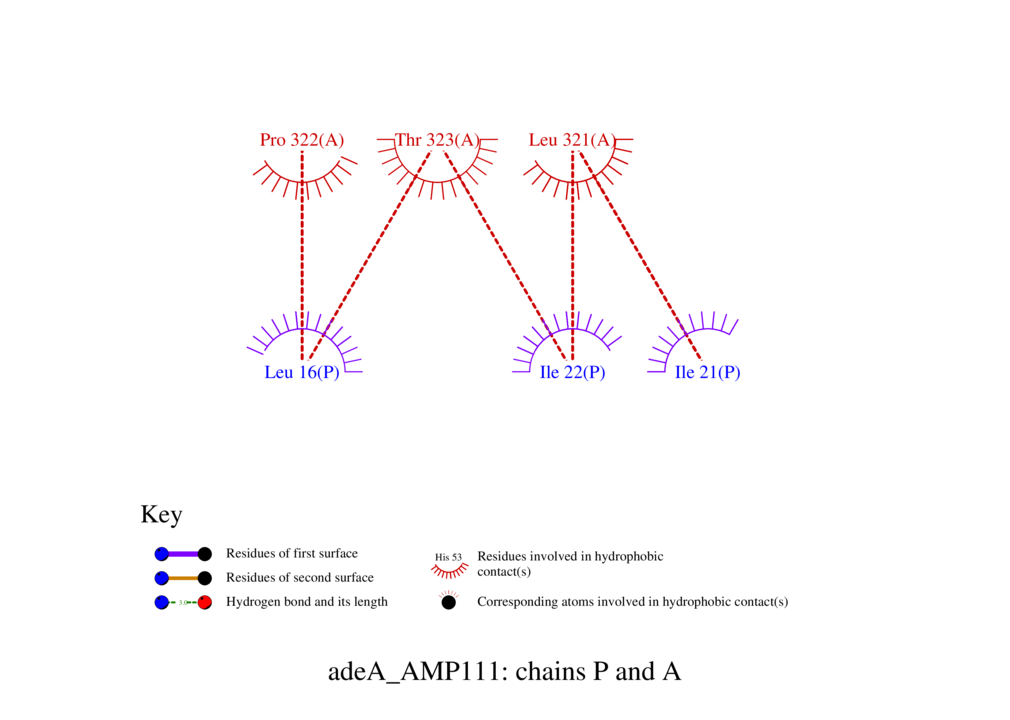 Pro 322(A) Thr 323(A) Leu 321(A)
Leu 16(P) Ile 22(P) Ile 21(P)
Key
Residues of first surface
Residues of second surface
3.0
Hydrogen bond and its length
His 53
Residues involved in hydrophobic
contact(s)
Corresponding atoms involved in hydrophobic contact(s)
adeA_AMP111: chains P and A